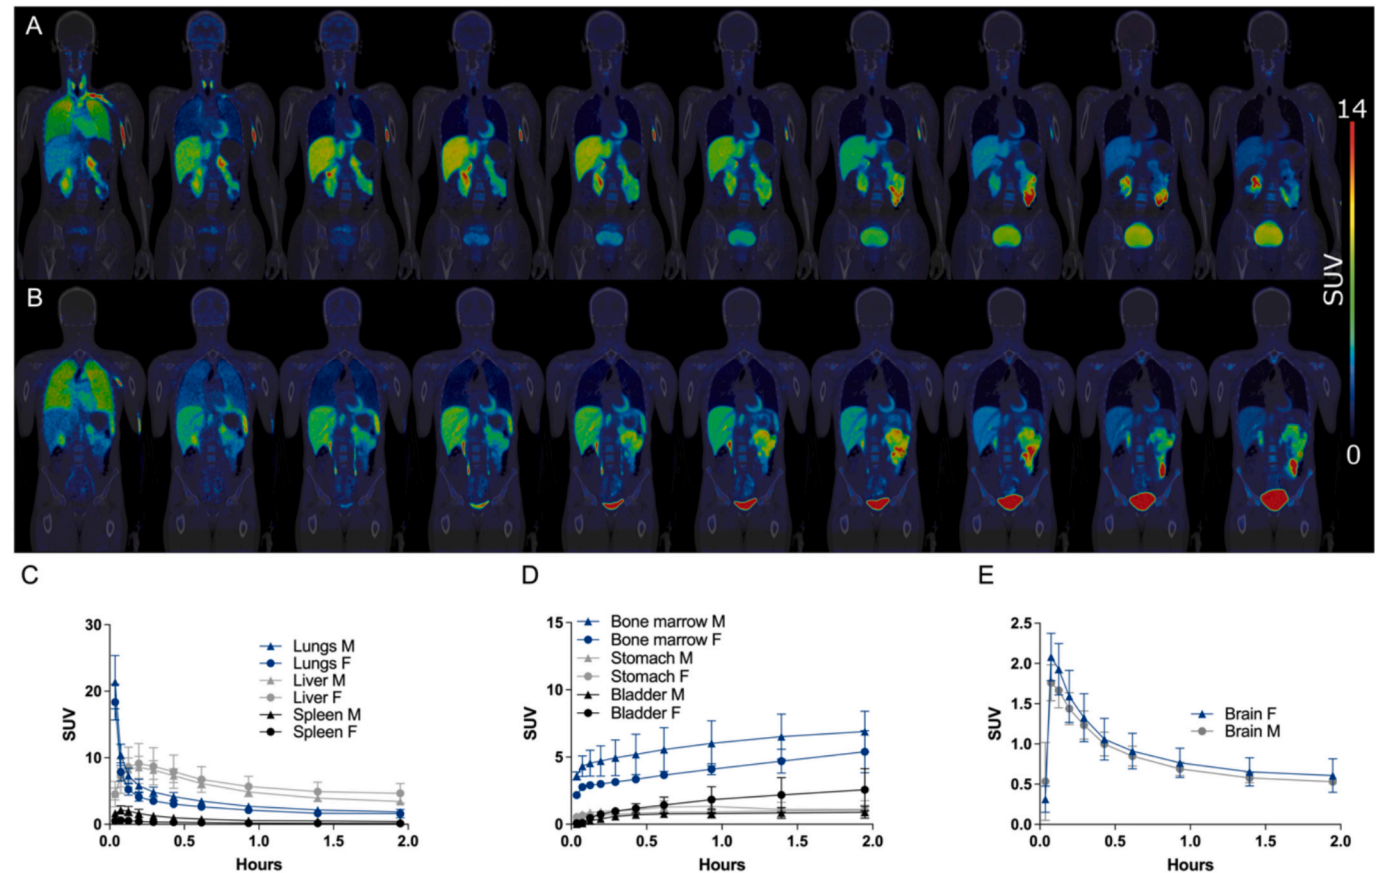 A
14
SUV
0
B
C
D
E
30
20
10
0
SUV
0.0
0.5
1.0
1.5
2.0
Hours
Lungs M
Lungs F
Liver M
Liver F
Spleen M
Spleen F
15
10
5
0
SUV
0.0
0.5
1.0
1.5
2.0
Hours
Bone marrow M
Bone marrow F
Stomach M
Stomach F
Bladder M
Bladder F
2.5
2.0
1.5
1.0
0.5
0.0
SUV
0.0
0.5
1.0
1.5
2.0
Hours
Brain F
Brain M